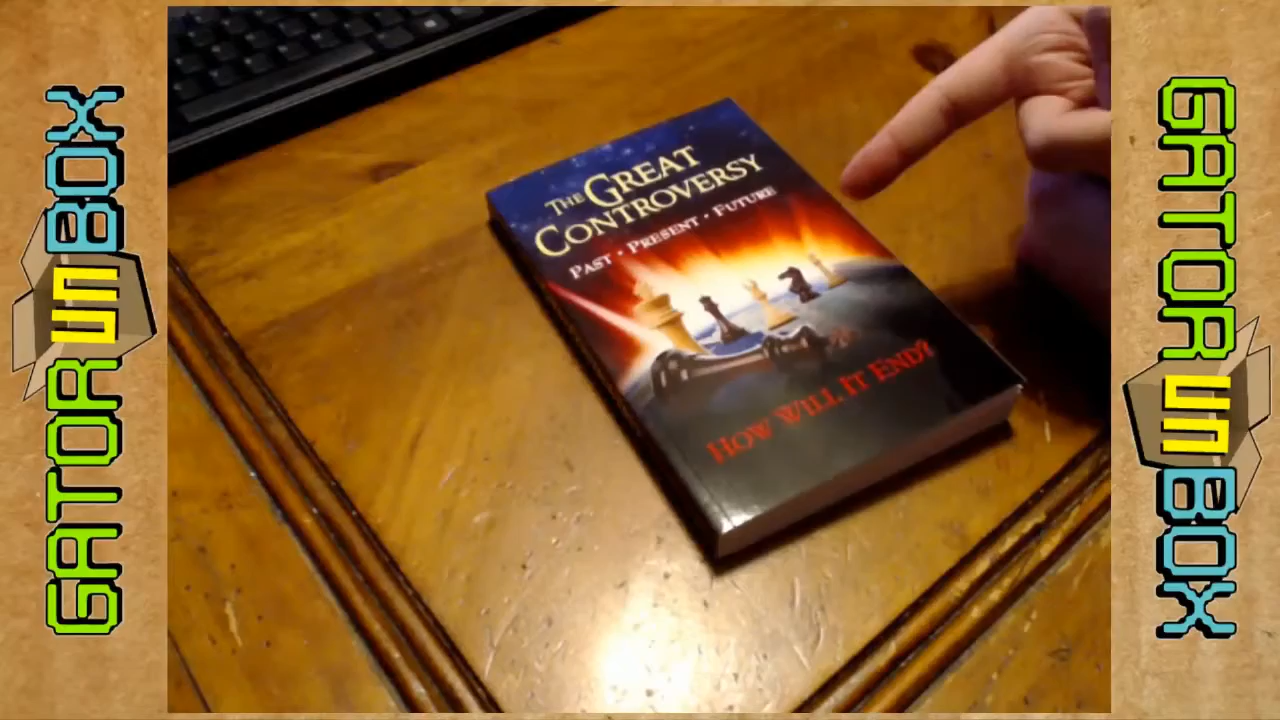 GATOR UN BOX
THE GREAT
CONTROVERSY
PAST • PRESENT • FUTURE
HOW WILL IT END?
GATOR UN BOX